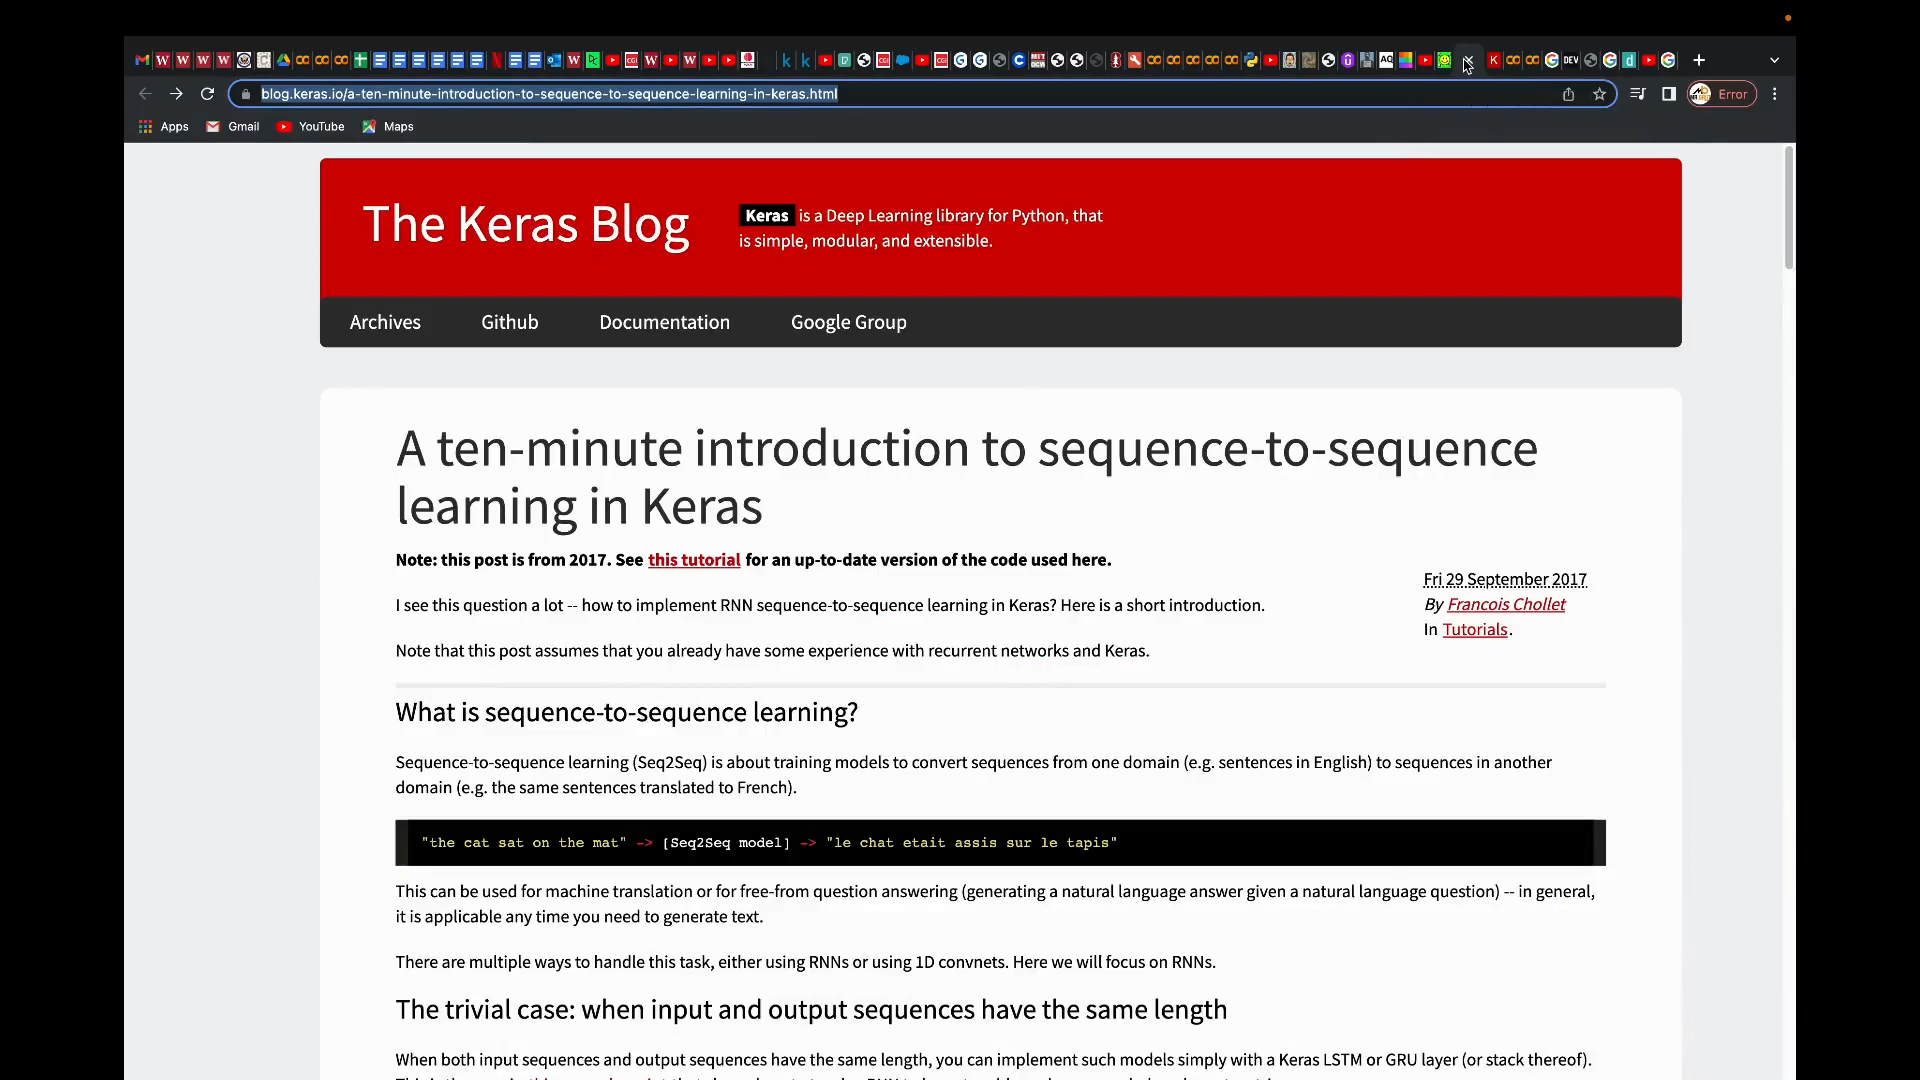 blog.keras.io/a-ten-minute-introduction-to-sequence-to-sequence-learning-in-keras.html
Error
Apps
Gmail
YouTube
Maps
The Keras Blog
Keras is a Deep Learning library for Python, that
is simple, modular, and extensible.
Archives
Github
Documentation
Google Group
A ten-minute introduction to sequence-to-sequence
learning in Keras
Note: this post is from 2017. See this tutorial for an up-to-date version of the code used here.
Fri 29 September 2017
By Francois Chollet
In Tutorials.
I see this question a lot -- how to implement RNN sequence-to-sequence learning in Keras? Here is a short introduction.
Note that this post assumes that you already have some experience with recurrent networks and Keras.
What is sequence-to-sequence learning?
Sequence-to-sequence learning (Seq2Seq) is about training models to convert sequences from one domain (e.g. sentences in English) to sequences in another
domain (e.g. the same sentences translated to French).
"the cat sat on the mat" -> [Seq2Seq model] -> "le chat etait assis sur le tapis"
This can be used for machine translation or for free-from question answering (generating a natural language answer given a natural language question) -- in general,
it is applicable any time you need to generate text.
There are multiple ways to handle this task, either using RNNs or using 1D convnets. Here we will focus on RNNs.
The trivial case: when input and output sequences have the same length
When both input sequences and output sequences have the same length, you can implement such models simply with a Keras LSTM or GRU layer (or stack thereof).